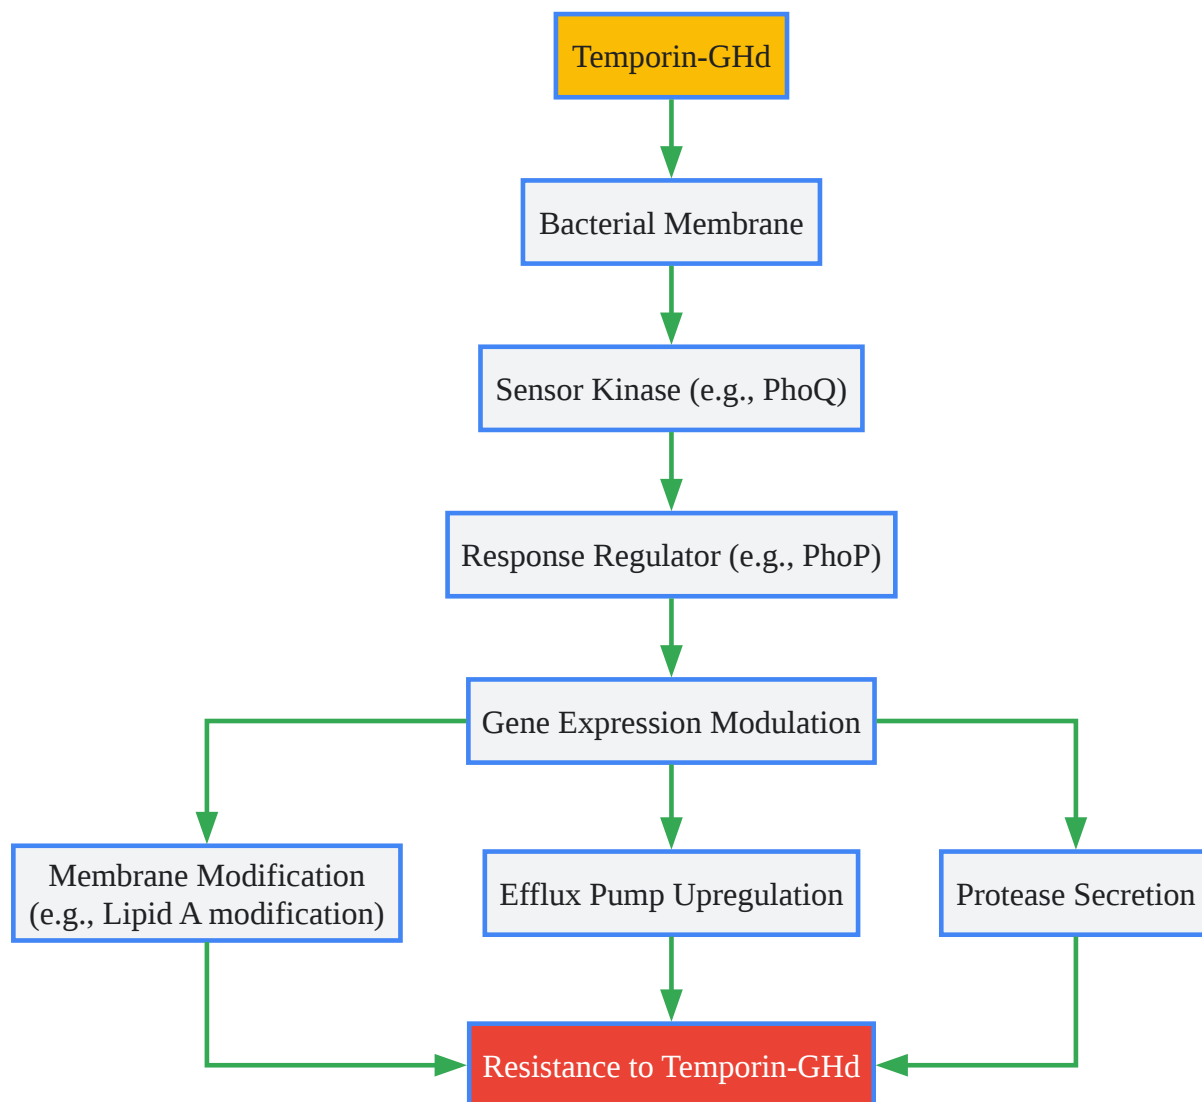 Temporin-GHd
Bacterial Membrane
Sensor Kinase (e.g., PhoQ)
Response Regulator (e.g., PhoP)
Gene Expression Modulation
Membrane Modification
(e.g., Lipid A modification)
Efflux Pump Upregulation
Protease Secretion
Resistance to Temporin-GHd